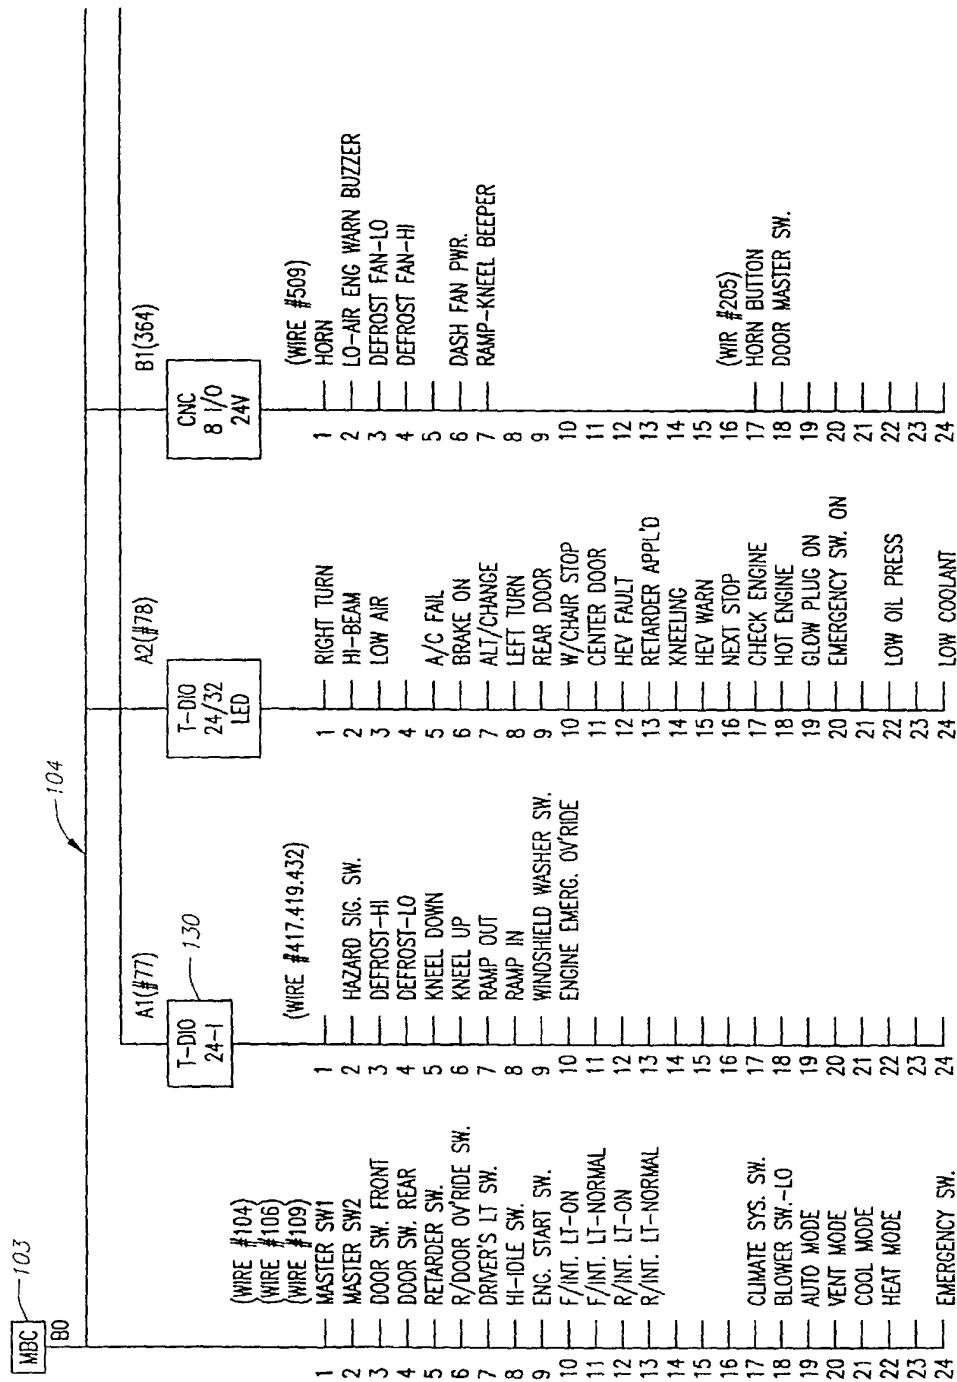 MBC
103
B0
104
(WIRE #104)
(WIRE #106)
(WIRE #109)
1 MASTER SW1
2 MASTER SW2
3 DOOR SW. FRONT
4 DOOR SW. REAR
5 RETARDER SW.
6 R/DOOR OV'RIDE SW.
7 DRIVER'S LT SW.
8 HI-IDLE SW.
9 ENG. START SW.
10 F/INT. LT-ON
11 F/INT. LT-NORMAL
12 R/INT. LT-ON
13 R/INT. LT-NORMAL
14
15
16
17 CLIMATE SYS. SW.
18 BLOWER SW.-LO
19 AUTO MODE
20 VENT MODE
21 COOL MODE
22 HEAT MODE
23
24 EMERGENCY SW.
A1(#77)
T-DIO
24-I
130
(WIRE #417.419.432)
1
2 HAZARD SIG. SW.
3 DEFROST-HI
4 DEFROST-LO
5 KNEEL DOWN
6 KNEEL UP
7 RAMP OUT
8 RAMP IN
9 WINDSHIELD WASHER SW.
10 ENGINE EMERG. OV'RIDE
11
12
13
14
15
16
17
18
19
20
21
22
23
24
A2(#78)
T-DIO
24/32
LED
1 RIGHT TURN
2 HI-BEAM
3 LOW AIR
4
5 A/C FAIL
6 BRAKE ON
7 ALT/CHANGE
8 LEFT TURN
9 REAR DOOR
10 W/CHAIR STOP
11 CENTER DOOR
12 HEV FAULT
13 RETARDER APPL'D
14 KNEELING
15 HEV WARN
16 NEXT STOP
17 CHECK ENGINE
18 HOT ENGINE
19 GLOW PLUG ON
20 EMERGENCY SW. ON
21
22 LOW OIL PRESS
23
24 LOW COOLANT
B1(364)
CNC
8 I/O
24V
(WIRE #509)
1 HORN
2 LO-AIR ENG WARN BUZZER
3 DEFROST FAN-LO
4 DEFROST FAN-HI
5
6 DASH FAN PWR.
7 RAMP-KNEEL BEEPER
8
9
10
11
12
13
14
15
16
(WIR #205)
17 HORN BUTTON
18 DOOR MASTER SW.
19
20
21
22
23
24